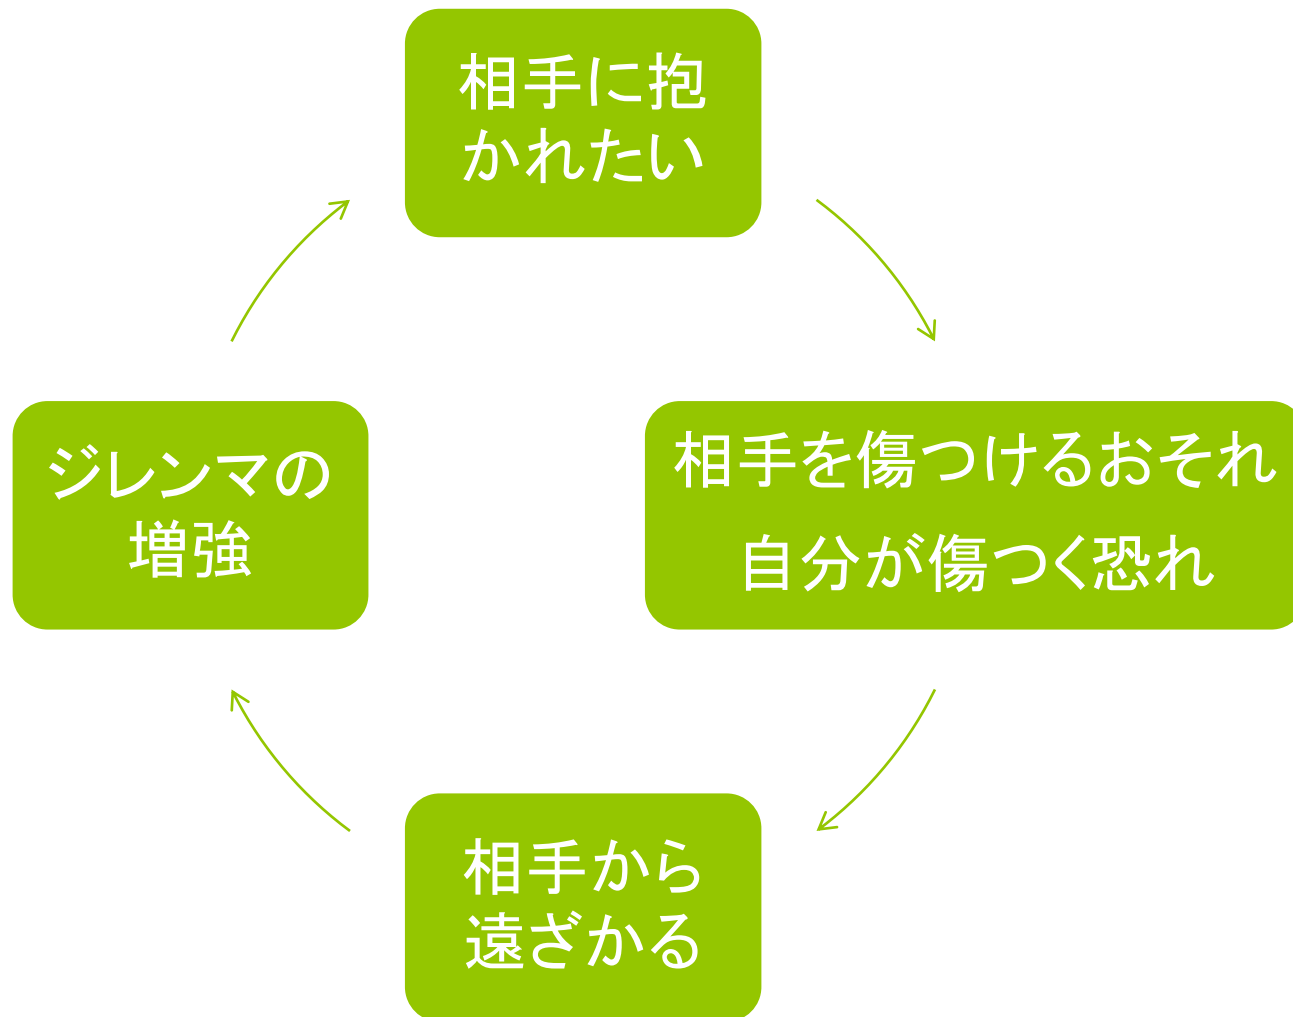 相手に抱
かれたい
相手を傷つけるおそれ
自分が傷つく恐れ
相手から
遠ざかる
ジレンマの
増強